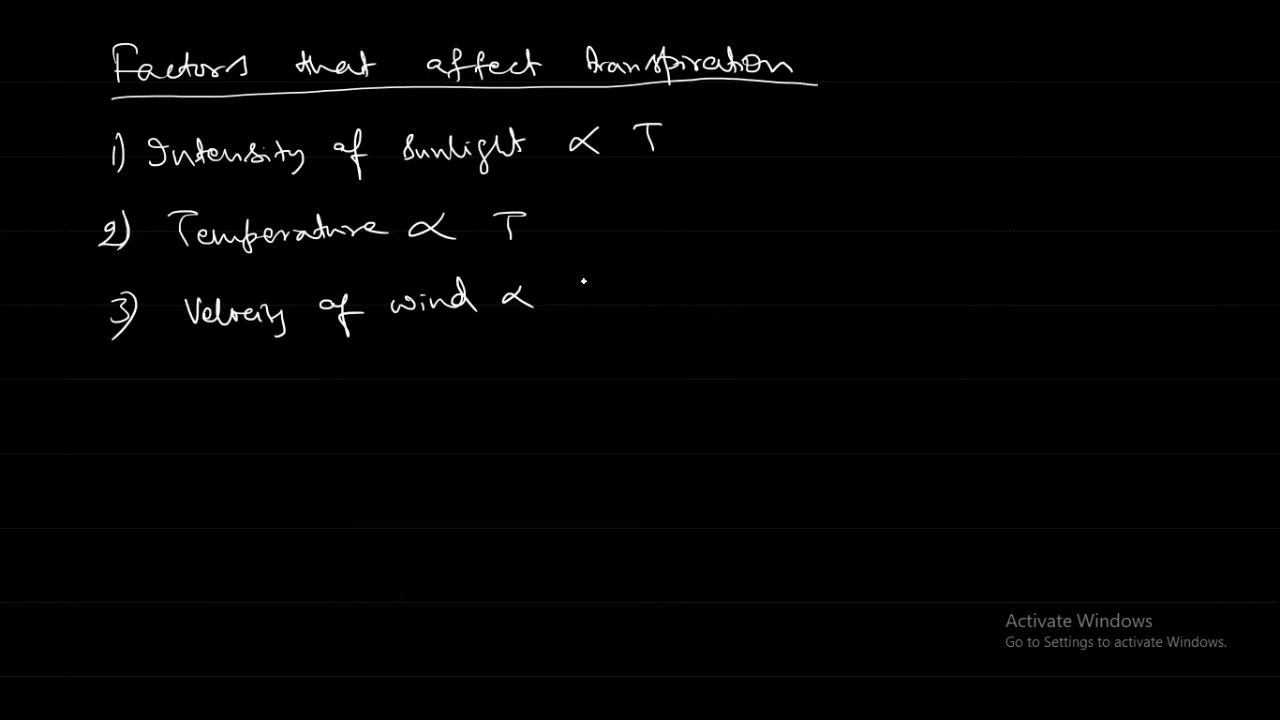 Factors that affect transpiration
1) Intensity of sunlight ∝ T
2) Temperature ∝ T
3) Velocity of wind ∝
Activate Windows
Go to Settings to activate Windows.